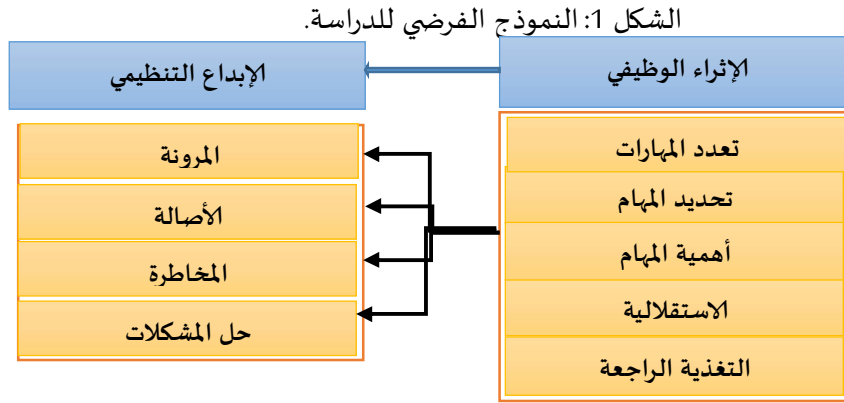 الشكل 1: النموذج الفرضي للدراسة.
الإثراء الوظيفي
الإبداع التنظيمي
تعدد المهارات
تحديد المهام
أهمية المهام
الاستقلالية
التغذية الراجعة
المرونة
الأصالة
المخاطرة
حل المشكلات